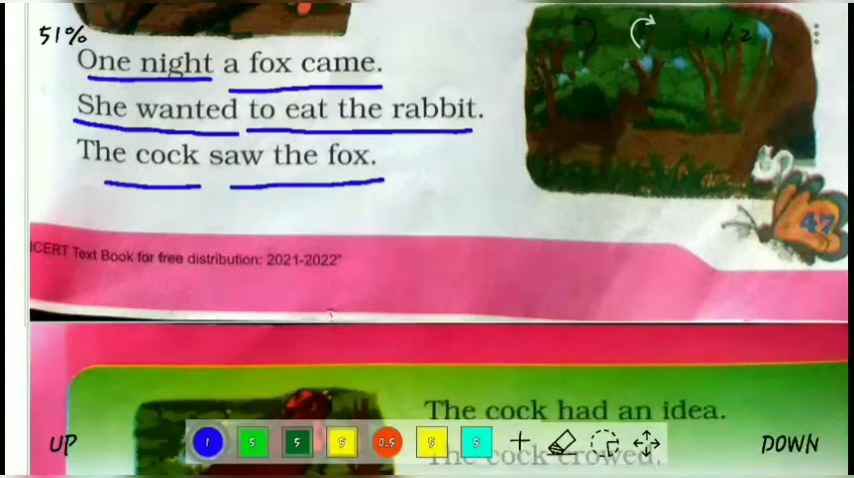 51%
1/2
One night a fox came.
She wanted to eat the rabbit.
The cock saw the fox.
47
CERT Text Book for free distribution: 2021-2022"
The cock had an idea.
UP
1 5 5 5 0.5 5 5
DOWN
The cock crowed.